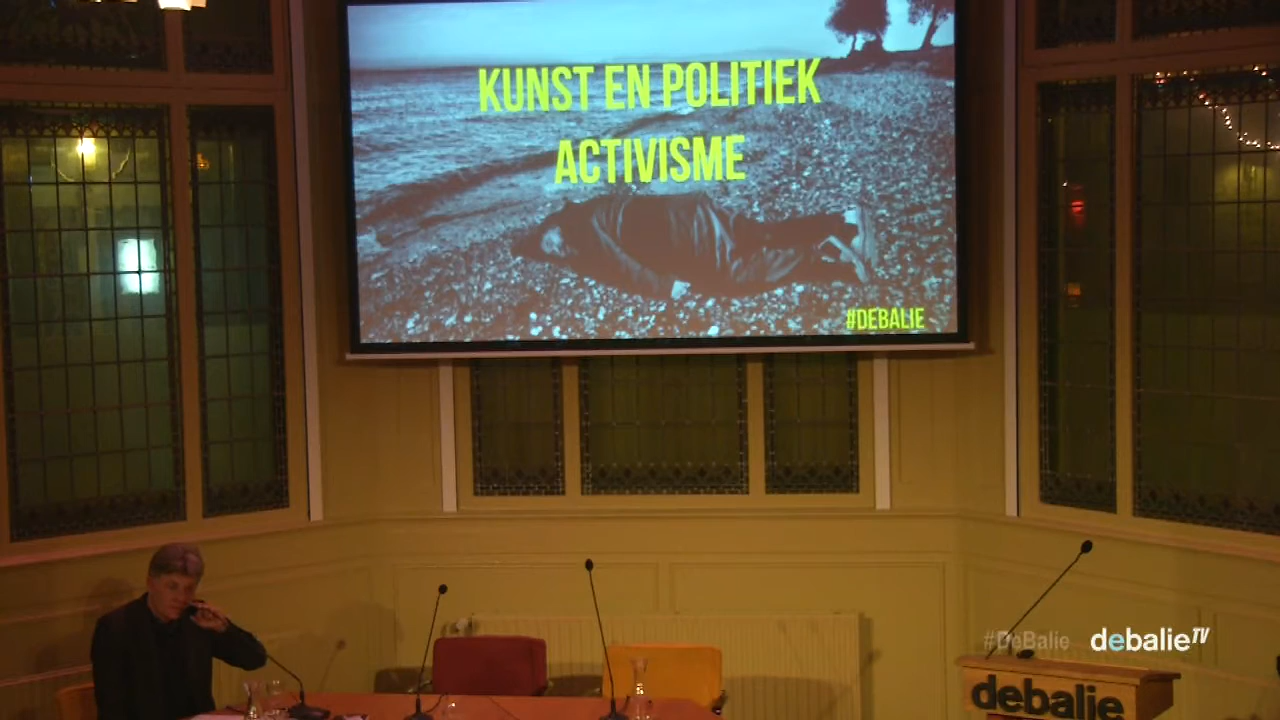 KUNST EN POLITIEK
ACTIVISME
#DEBALIE
#DeBalie
debalieTV
debalie